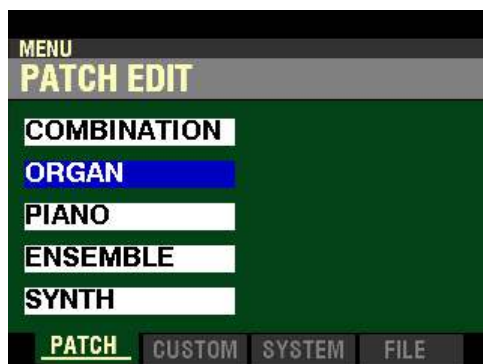 MENU
PATCH EDIT
COMBINATION
ORGAN
PIANO
ENSEMBLE
SYNTH
PATCH CUSTOM SYSTEM FILE